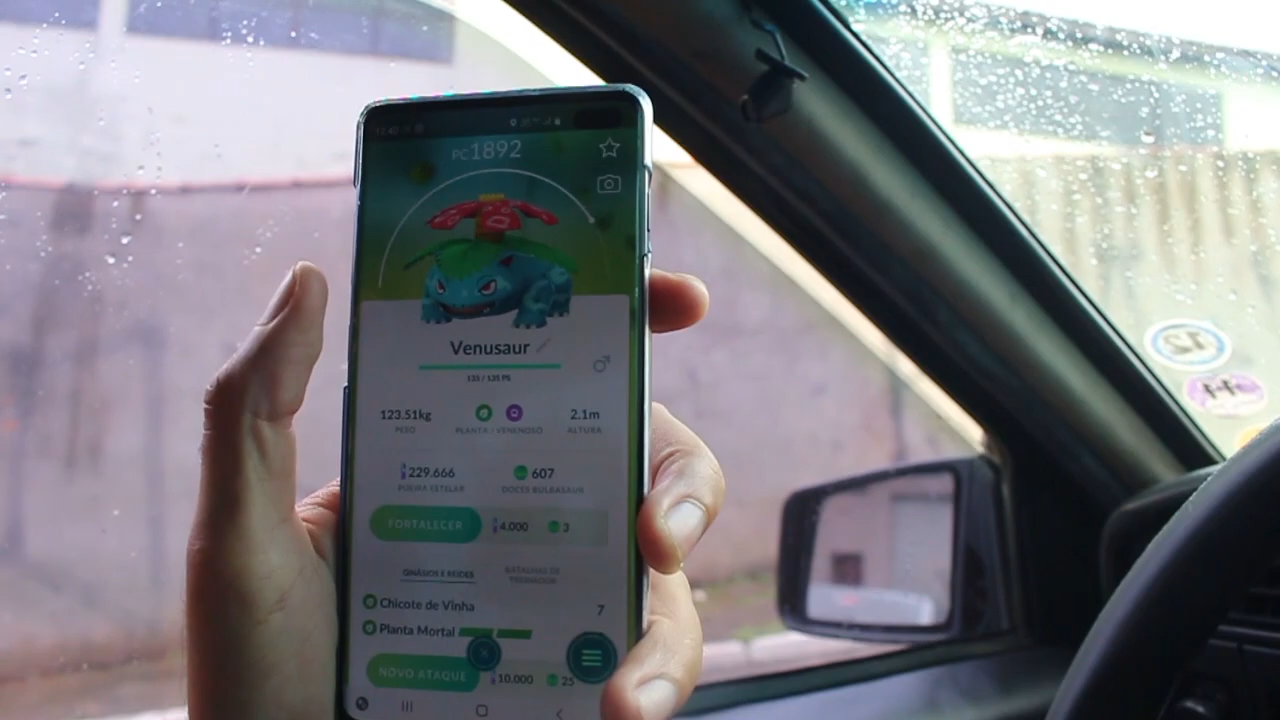 12:40
PC1892
Venusaur
135 / 135 PS
123.51kg
2.1m
PESO
PLANTA / VENENOSO
ALTURA
229.666
607
POEIRA ESTELAR
DOCES BULBASAUR
FORTALECER
4.000
3
GINÁSIOS E REIDES
BATALHAS DE
TREINADOR
Chicote de Vinha
7
Planta Mortal
NOVO ATAQUE
10.000
25